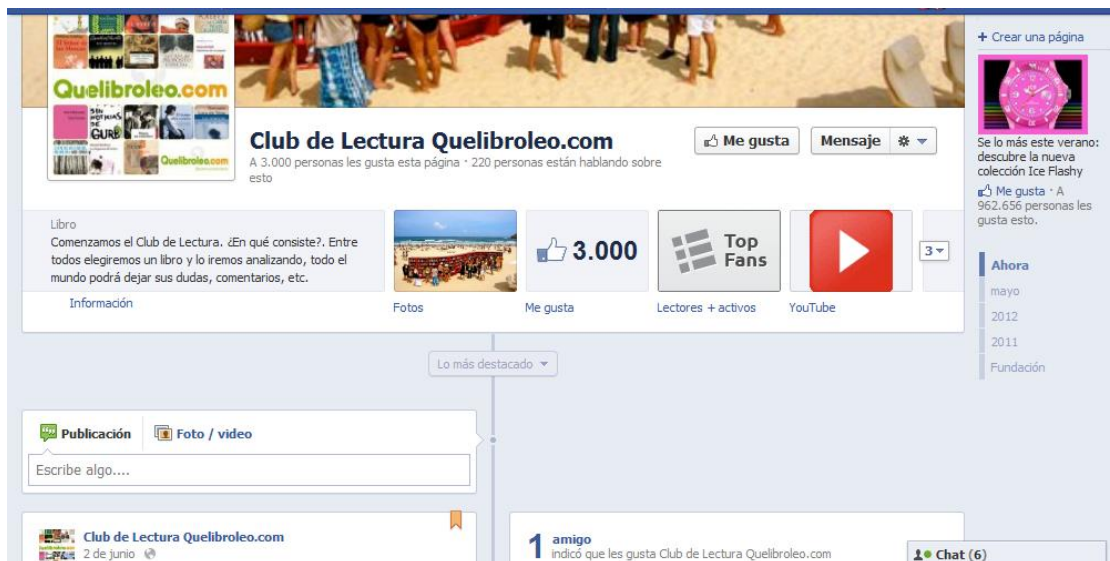 Quelibroleo.com
SIN
NOTICIAS
DE
GURB
Quelibroleo.com
Club de Lectura Quelibroleo.com
A 3.000 personas les gusta esta página · 220 personas están hablando sobre
esto
Me gusta
Mensaje
Libro
Comenzamos el Club de Lectura. ¿En qué consiste?. Entre
todos elegiremos un libro y lo iremos analizando, todo el
mundo podrá dejar sus dudas, comentarios, etc.
Información
Fotos
3.000
Me gusta
Top
Fans
Lectores + activos
YouTube
3
Lo más destacado
Publicación
Foto / video
Escribe algo....
Club de Lectura Quelibroleo.com
2 de junio
1 amigo
indicó que les gusta Club de Lectura Quelibroleo.com
+ Crear una página
Se lo más este verano:
descubre la nueva
colección Ice Flashy
Me gusta · A
962.656 personas les
gusta esto.
Ahora
mayo
2012
2011
Fundación
Chat (6)